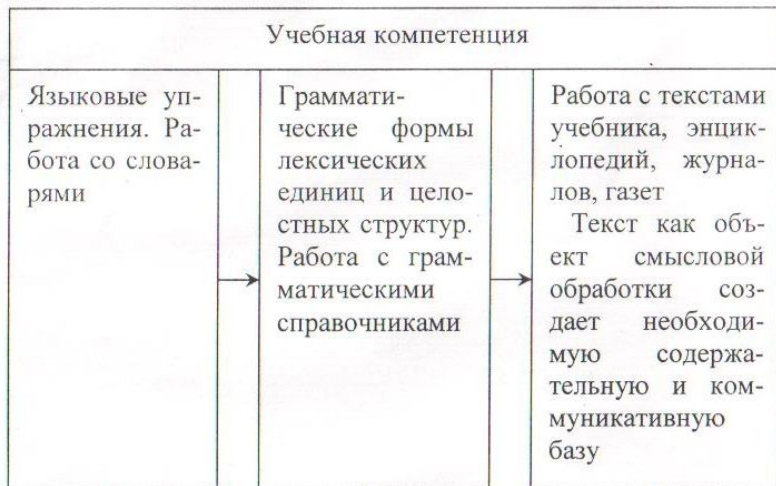 Учебная компетенция
Языковые уп-
ражнения. Ра-
бота со слова-
рями
Граммати-
ческие формы
лексических
единиц и цело-
стных структур.
Работа с грам-
матическими
справочниками
Работа с текстами
учебника, энцик-
лопедий, журна-
лов, газет
Текст как объ-
ект смысловой
обработки соз-
дает необходи-
мую содержа-
тельную и ком-
муникативную
базу